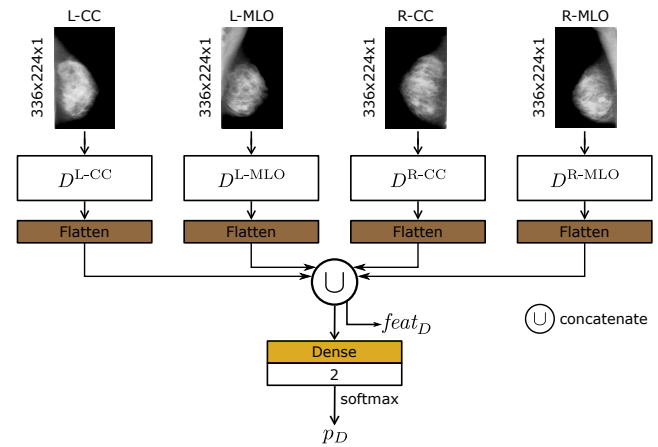 L-CC L-MLO R-CC R-MLO
336x224x1 336x224x1 336x224x1 336x224x1
D^L-CC D^L-MLO D^R-CC D^R-MLO
Flatten Flatten Flatten Flatten
∪
feat_D
∪ concatenate
Dense
2
softmax
p_D